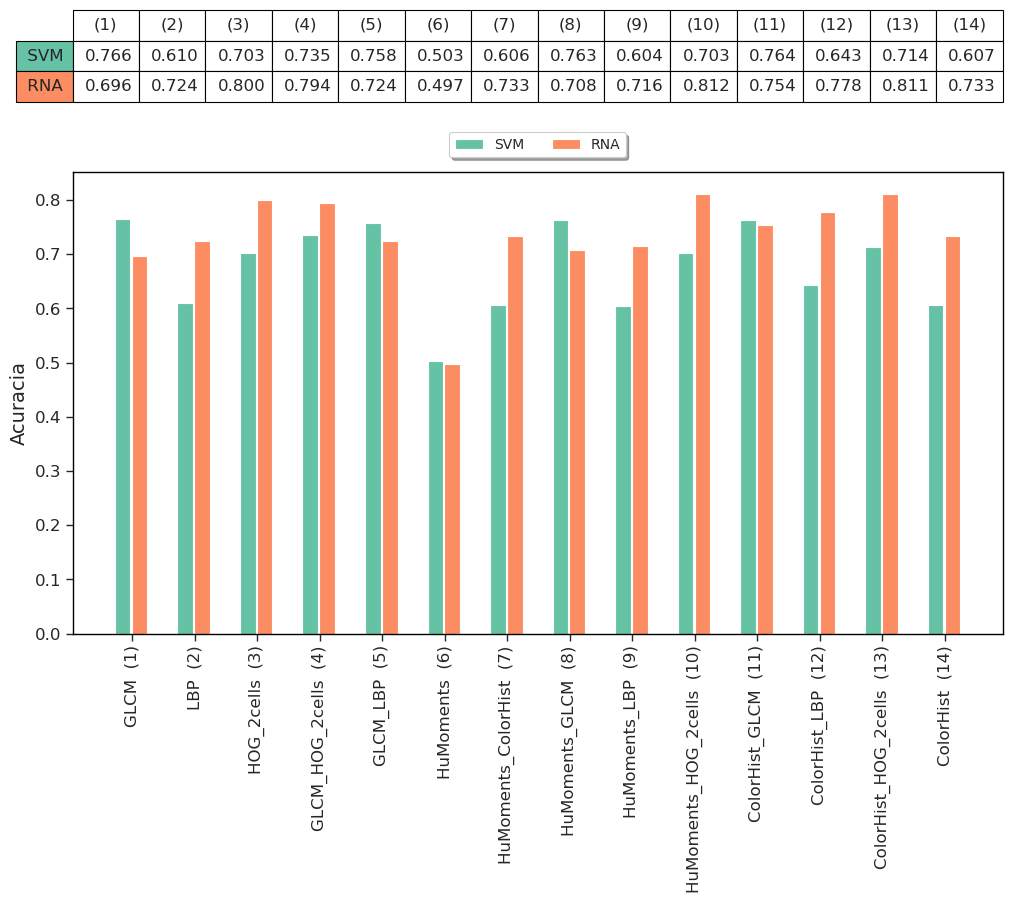 (1) (2) (3) (4) (5) (6) (7) (8) (9) (10) (11) (12) (13) (14)
SVM 0.766 0.610 0.703 0.735 0.758 0.503 0.606 0.763 0.604 0.703 0.764 0.643 0.714 0.607
RNA 0.696 0.724 0.800 0.794 0.724 0.497 0.733 0.708 0.716 0.812 0.754 0.778 0.811 0.733
SVM RNA
Acuracia
0.8
0.7
0.6
0.5
0.4
0.3
0.2
0.1
0.0
GLCM (1)
LBP (2)
HOG_2cells (3)
GLCM_HOG_2cells (4)
GLCM_LBP (5)
HuMoments (6)
HuMoments_ColorHist (7)
HuMoments_GLCM (8)
HuMoments_LBP (9)
HuMoments_HOG_2cells (10)
ColorHist_GLCM (11)
ColorHist_LBP (12)
ColorHist_HOG_2cells (13)
ColorHist (14)